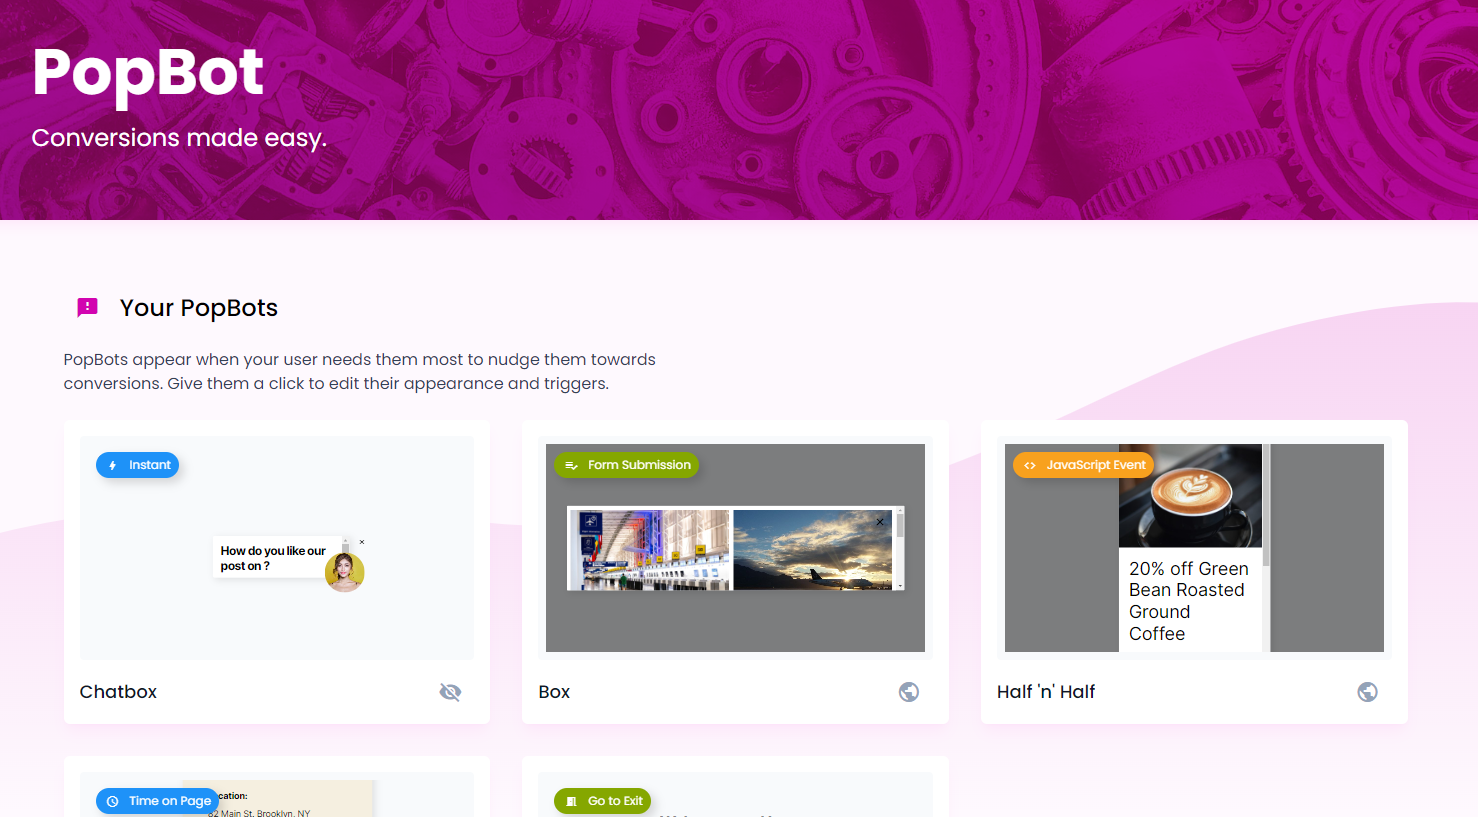 PopBot
Conversions made easy.
Your PopBots
PopBots appear when your user needs them most to nudge them towards
conversions. Give them a click to edit their appearance and triggers.
Instant
How do you like our
post on ?
Chatbox
Form Submission
Box
JavaScript Event
20% off Green
Bean Roasted
Ground
Coffee
Half 'n' Half
Time on Page
cation:
82 Main St, Brooklyn, NY
Go to Exit